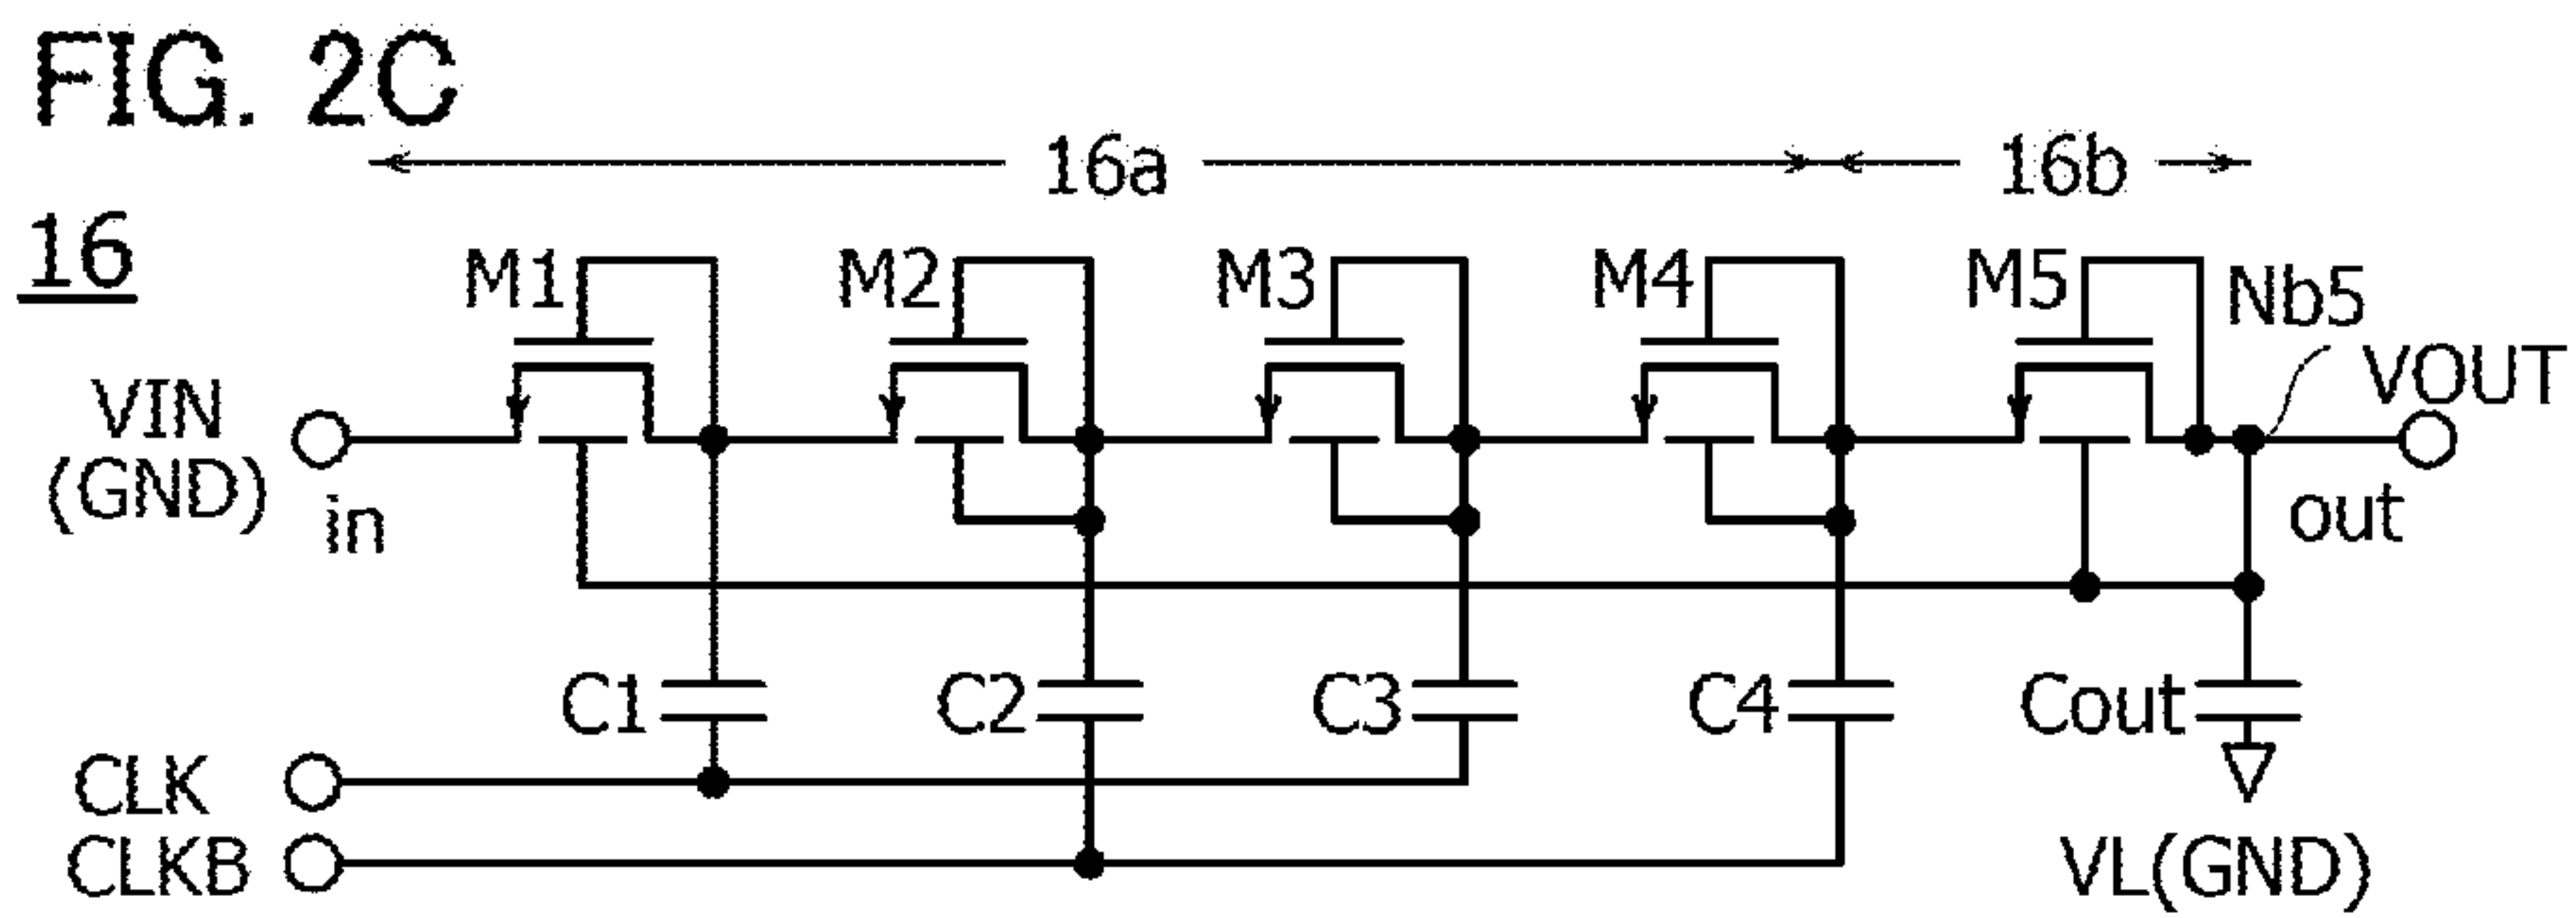 FIG. 2C
16a 16b
16
M1 M2 M3 M4 M5 Nb5
VIN VOUT
(GND) in out
C1 C2 C3 C4 Cout
CLK
CLKB VL(GND)